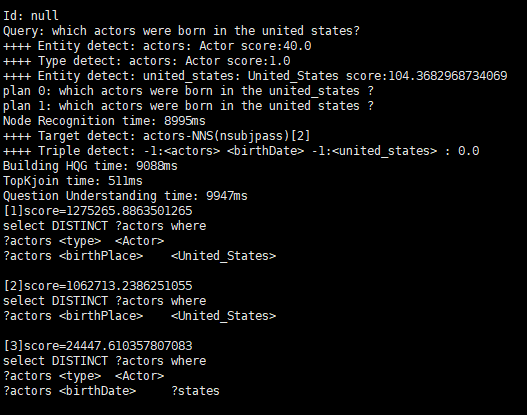 Id: null
Query: which actors were born in the united states?
++++ Entity detect: actors: Actor score:40.0
++++ Type detect: actors: Actor score:1.0
++++ Entity detect: united_states: United_States score:104.3682968734069
plan 0: which actors were born in the united_states ?
plan 1: which actors were born in the united states ?
Node Recognition time: 8995ms
++++ Target detect: actors-NNS(nsubjpass)[2]
++++ Triple detect: -1:<actors> <birthDate> -1:<united_states> : 0.0
Building HQG time: 9088ms
TopKjoin time: 511ms
Question Understanding time: 9947ms
[1]score=1275265.8863501265
select DISTINCT ?actors where
?actors <type>  <Actor>
?actors <birthPlace>    <United_States>

[2]score=1062713.2386251055
select DISTINCT ?actors where
?actors <birthPlace>    <United_States>

[3]score=24447.610357807083
select DISTINCT ?actors where
?actors <type>  <Actor>
?actors <birthDate>     ?states